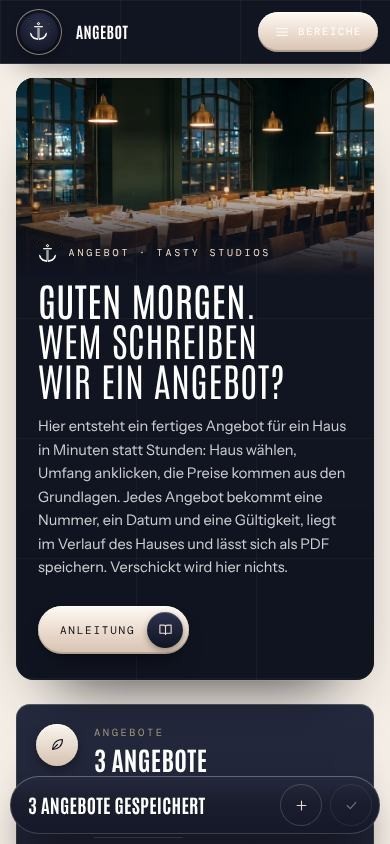 ANGEBOT
BEREICHE
ANGEBOT · TASTY STUDIOS
GUTEN MORGEN.
WEM SCHREIBEN
WIR EIN ANGEBOT?
Hier entsteht ein fertiges Angebot für ein Haus
in Minuten statt Stunden: Haus wählen,
Umfang anklicken, die Preise kommen aus den
Grundlagen. Jedes Angebot bekommt eine
Nummer, ein Datum und eine Gültigkeit, liegt
im Verlauf des Hauses und lässt sich als PDF
speichern. Verschickt wird hier nichts.
ANLEITUNG
ANGEBOTE
3 ANGEBOTE
3 ANGEBOTE GESPEICHERT